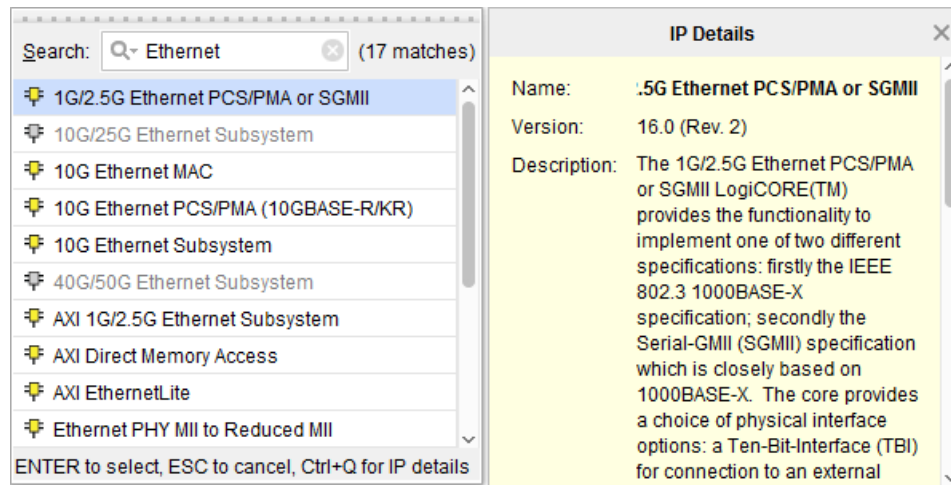 Search: Ethernet (17 matches)
1G/2.5G Ethernet PCS/PMA or SGMII
10G/25G Ethernet Subsystem
10G Ethernet MAC
10G Ethernet PCS/PMA (10GBASE-R/KR)
10G Ethernet Subsystem
40G/50G Ethernet Subsystem
AXI 1G/2.5G Ethernet Subsystem
AXI Direct Memory Access
AXI EthernetLite
Ethernet PHY MII to Reduced MII
ENTER to select, ESC to cancel, Ctrl+Q for IP details
IP Details
Name: .5G Ethernet PCS/PMA or SGMII
Version: 16.0 (Rev. 2)
Description: The 1G/2.5G Ethernet PCS/PMA
or SGMII LogiCORE(TM)
provides the functionality to
implement one of two different
specifications: firstly the IEEE
802.3 1000BASE-X
specification; secondly the
Serial-GMII (SGMII) specification
which is closely based on
1000BASE-X. The core provides
a choice of physical interface
options: a Ten-Bit-Interface (TBI)
for connection to an external